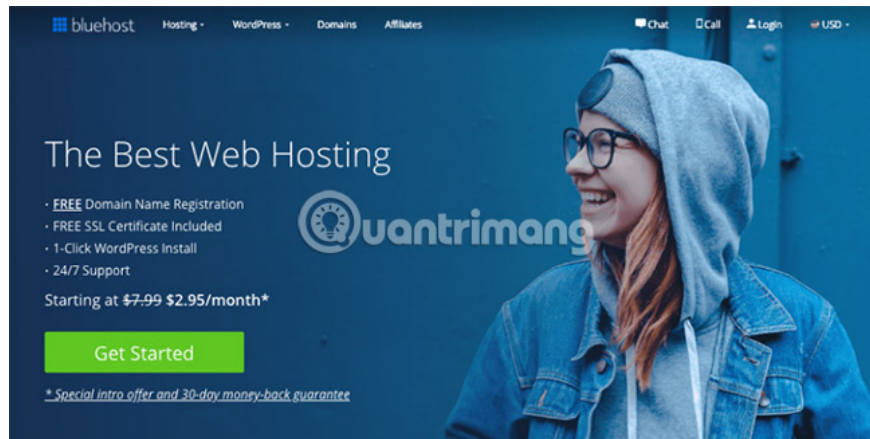 bluehost Hosting WordPress Domains Affiliates Chat Call Login USD
The Best Web Hosting
· FREE Domain Name Registration
· FREE SSL Certificate Included
· 1-Click WordPress Install
· 24/7 Support
Quantrimang
Starting at $7.99 $2.95/month*
Get Started
* Special intro offer and 30-day money-back guarantee